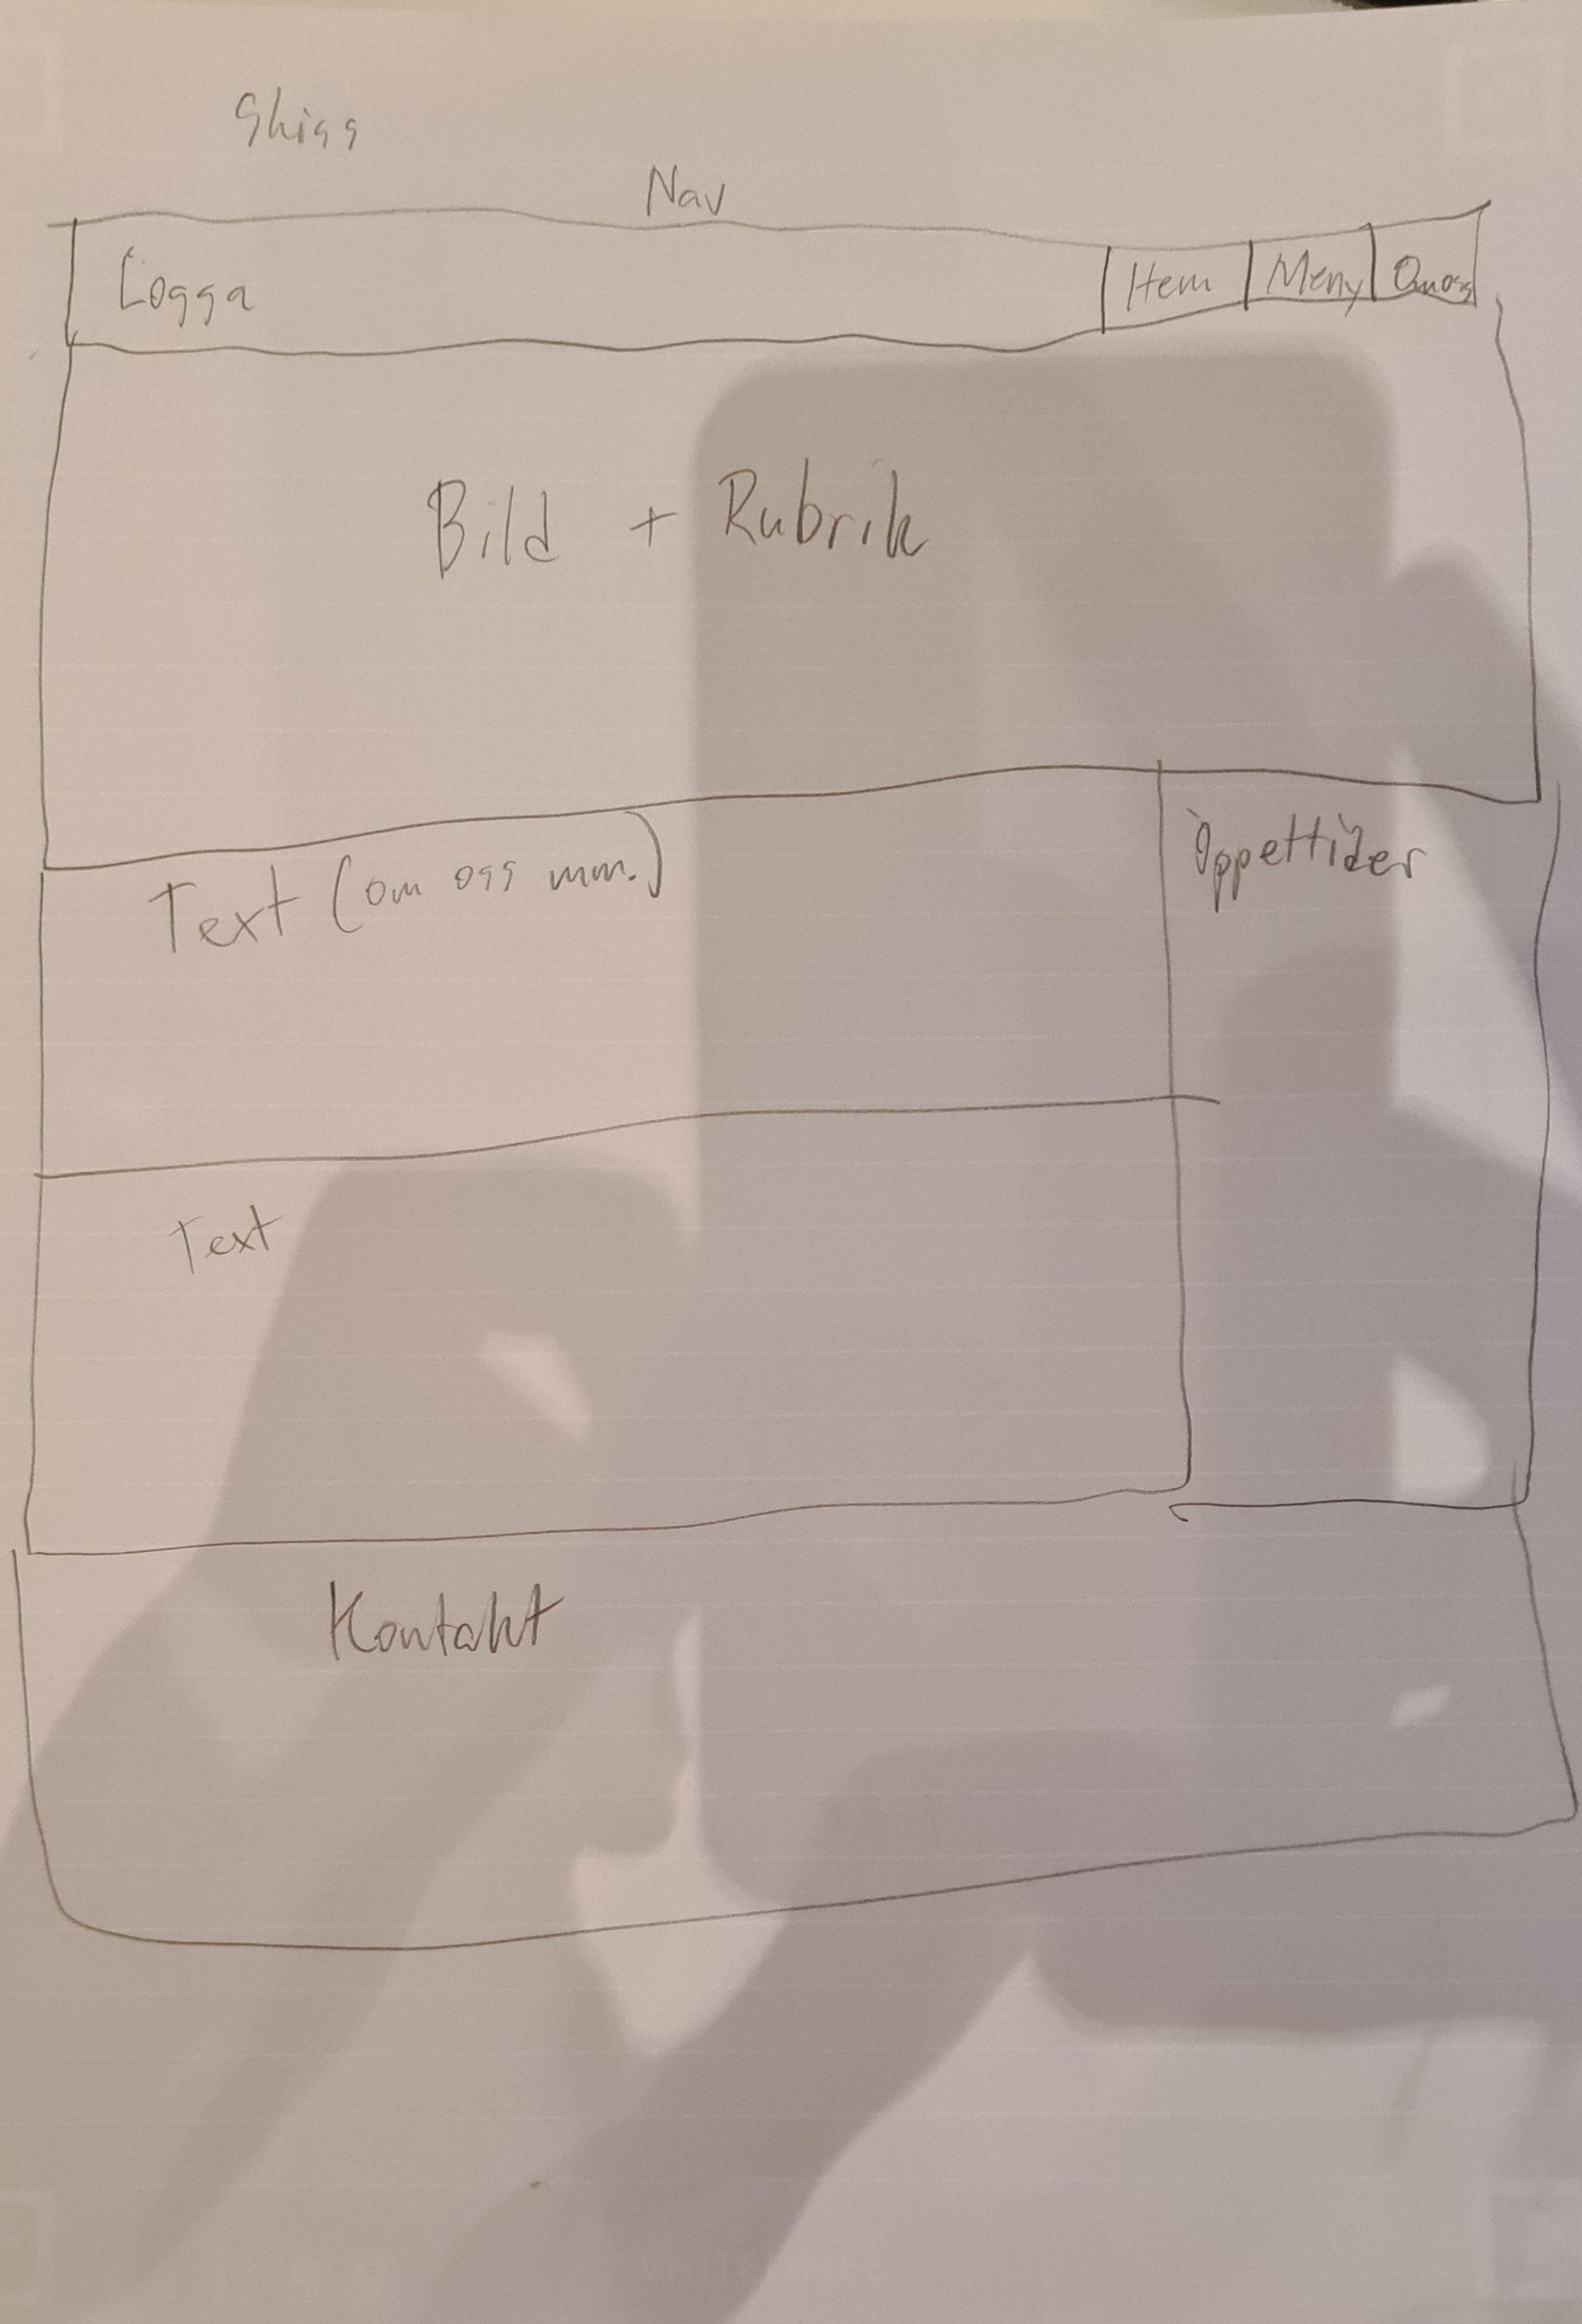 Skiss
Nav
Logga
Hem
Meny
Om oss
Bild + Rubrik
Text (om oss mm.)
Öppettider
Text
Kontakt